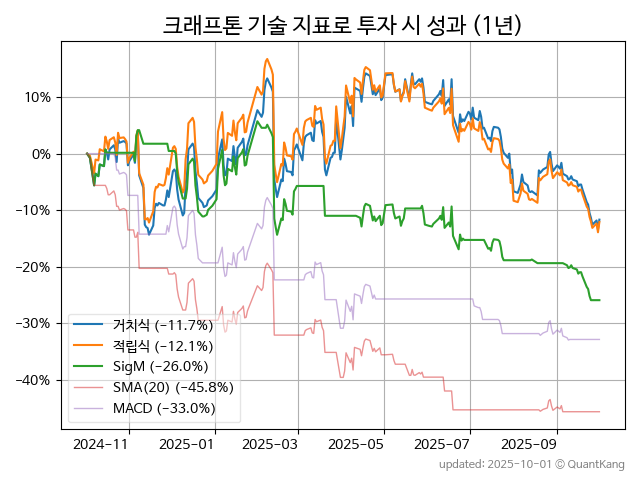 크래프톤 기술 지표로 투자 시 성과 (1년)
10%
0%
−10%
−20%
−30%
−40%
거치식 (−11.7%)
적립식 (−12.1%)
SigM (−26.0%)
SMA(20) (−45.8%)
MACD (−33.0%)
2024-11 2025-01 2025-03 2025-05 2025-07 2025-09
updated: 2025-10-01 © QuantKang